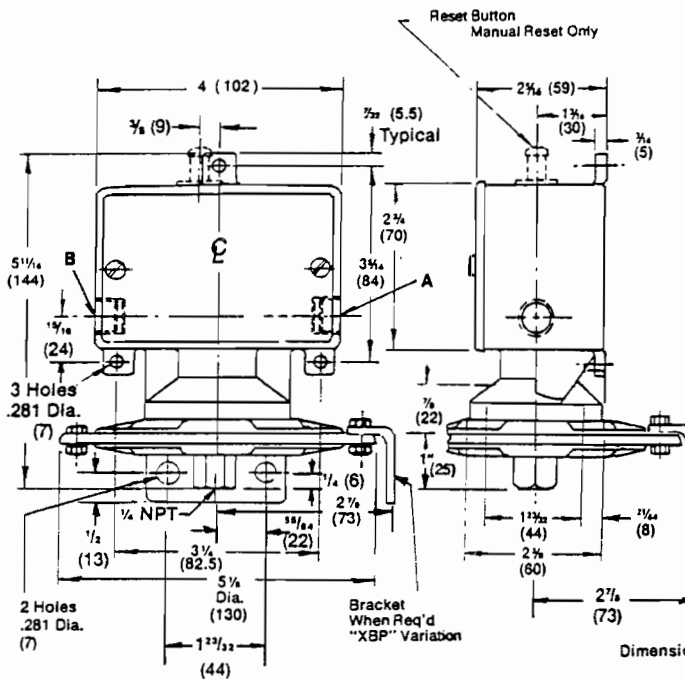 Reset Button
Manual Reset Only
4 (102)
2 5/16 (59)
3/8 (9)
7/32 (5.5)
Typical
1 3/16
(30)
3/16
(5)
5 11/16
(144)
B
CL
2 3/4
(70)
3 5/16
(84)
A
15/16
(24)
3 Holes
.281 Dia.
(7)
7/8
(22)
1"
(25)
1/4 (6)
1/4 NPT
2 7/8
(73)
1/2
(13)
(22)
3 1/4
(82.5)
1 23/32
(44)
21/64
(8)
2 3/8
(60)
5 1/8
Dia.
(130)
2 Holes
.281 Dia.
(7)
1 23/32
(44)
Bracket
When Req'd
"XBP" Variation
2 7/8
(73)
Dimensio